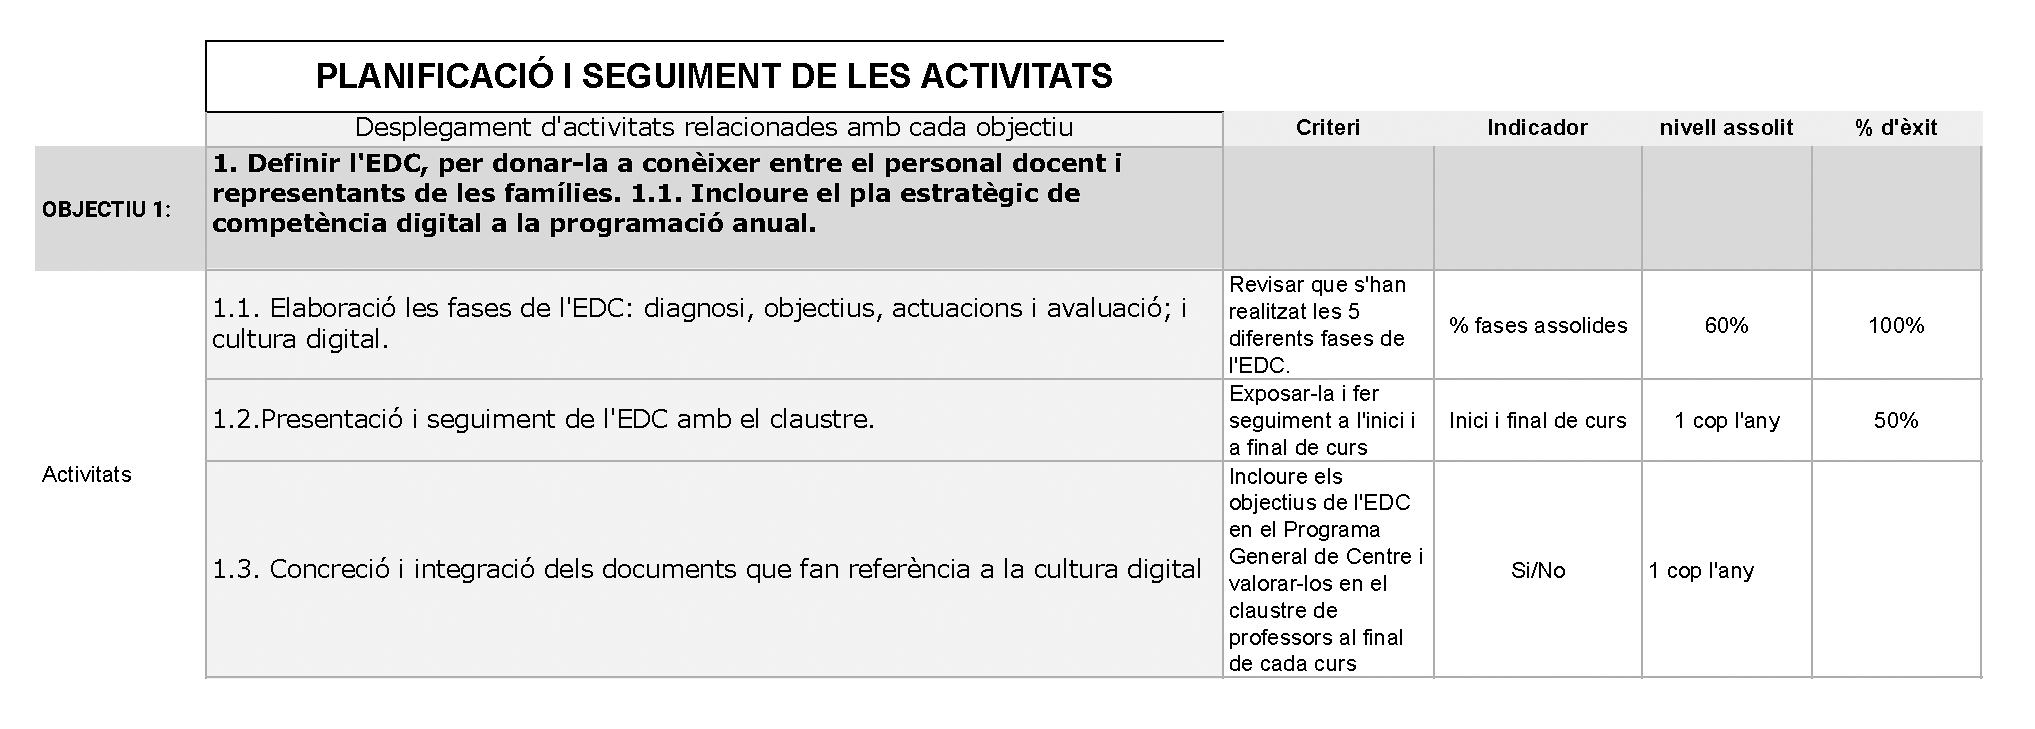 PLANIFICACIÓ I SEGUIMENT DE LES ACTIVITATS
Desplegament d'activitats relacionades amb cada objectiu
Criteri
Indicador
nivell assolit
% d'èxit
OBJECTIU 1:
1. Definir l'EDC, per donar-la a conèixer entre el personal docent i
representants de les famílies. 1.1. Incloure el pla estratègic de
competència digital a la programació anual.
Activitats
1.1. Elaboració les fases de l'EDC: diagnosi, objectius, actuacions i avaluació; i
cultura digital.
Revisar que s'han
realitzat les 5
diferents fases de
l'EDC.
% fases assolides
60%
100%
1.2.Presentació i seguiment de l'EDC amb el claustre.
Exposar-la i fer
seguiment a l'inici i
a final de curs
Inici i final de curs
1 cop l'any
50%
1.3. Concreció i integració dels documents que fan referència a la cultura digital
Incloure els
objectius de l'EDC
en el Programa
General de Centre i
valorar-los en el
claustre de
professors al final
de cada curs
Si/No
1 cop l'any